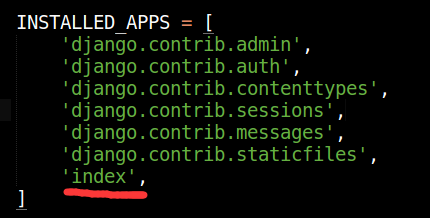 INSTALLED_APPS = [
    'django.contrib.admin',
    'django.contrib.auth',
    'django.contrib.contenttypes',
    'django.contrib.sessions',
    'django.contrib.messages',
    'django.contrib.staticfiles',
    'index',
]